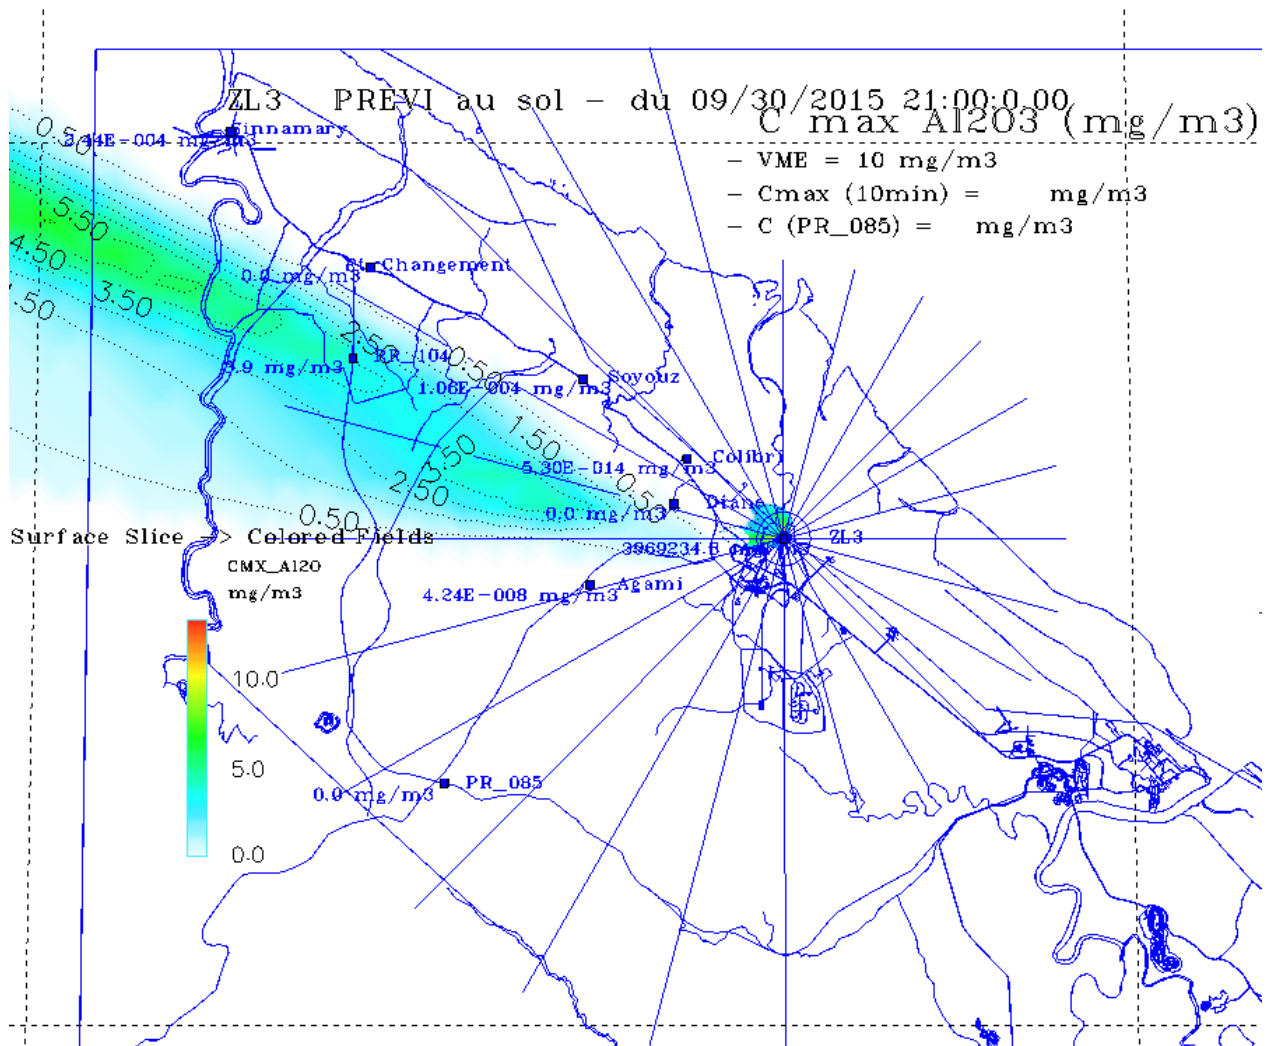 ZL3 PREVI au sol - du 09/30/2015 21:00:0.00
C max Al2O3 (mg/m3)
- VME = 10 mg/m3
- Cmax (10min) = mg/m3
- C (PR_085) = mg/m3
0.50
Sinnamary
5.50
4.50
3.50
Changement
0.0 mg/m3
2.50
PR_104
3.9 mg/m3
0.50
Soyouz
1.06E-004 mg/m3
1.50
Colibri
5.30E-014 mg/m3
3.50
2.50
0.50
Diane
0.0 mg/m3
0.50
ZL3
Surface Slice -> Colored Fields
CMX_Al2O
mg/m3
Agami
4.24E-008 mg/m3
10.0
5.0
0.0
PR_085
0.0 mg/m3